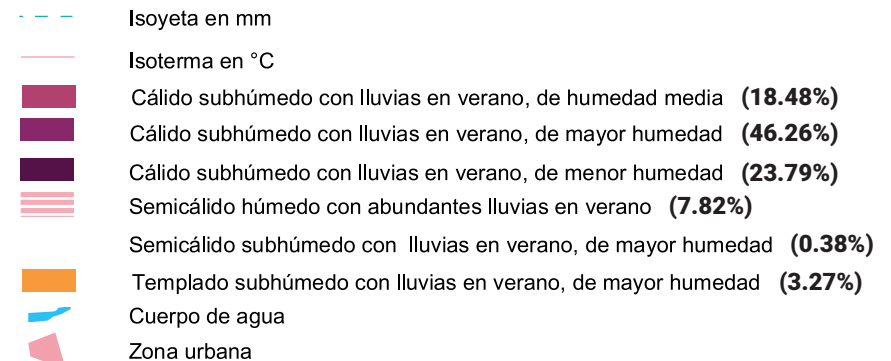 Isoyeta en mm
Isoterma en °C
Cálido subhúmedo con lluvias en verano, de humedad media (18.48%)
Cálido subhúmedo con lluvias en verano, de mayor humedad (46.26%)
Cálido subhúmedo con lluvias en verano, de menor humedad (23.79%)
Semicálido húmedo con abundantes lluvias en verano (7.82%)
Semicálido subhúmedo con lluvias en verano, de mayor humedad (0.38%)
Templado subhúmedo con lluvias en verano, de mayor humedad (3.27%)
Cuerpo de agua
Zona urbana